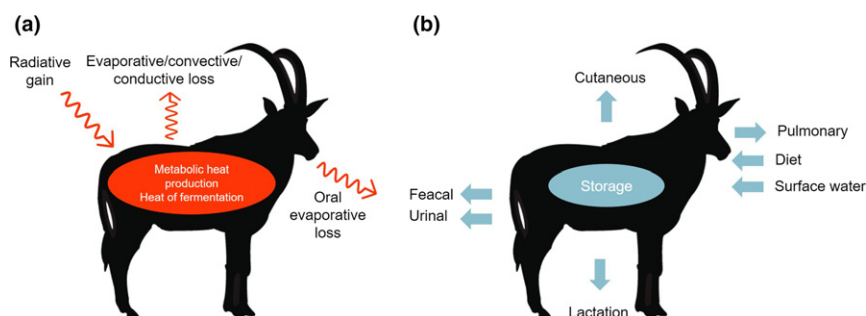 (a)
Radiative
gain
Evaporative/convective/
conductive loss
Metabolic heat
production
Heat of fermentation
Oral
evaporative
loss
(b)
Cutaneous
Pulmonary
Diet
Surface water
Storage
Feacal
Urinal
Lactation